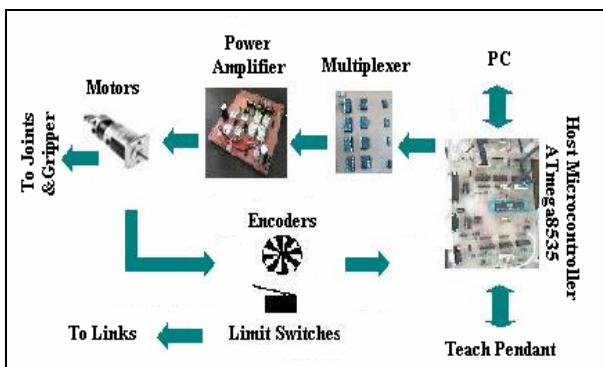 Power
Amplifier
Multiplexer
PC
Motors
To Joints
&Gripper
Host Microcontroller
ATmega8535
Encoders
To Links
Limit Switches
Teach Pendant